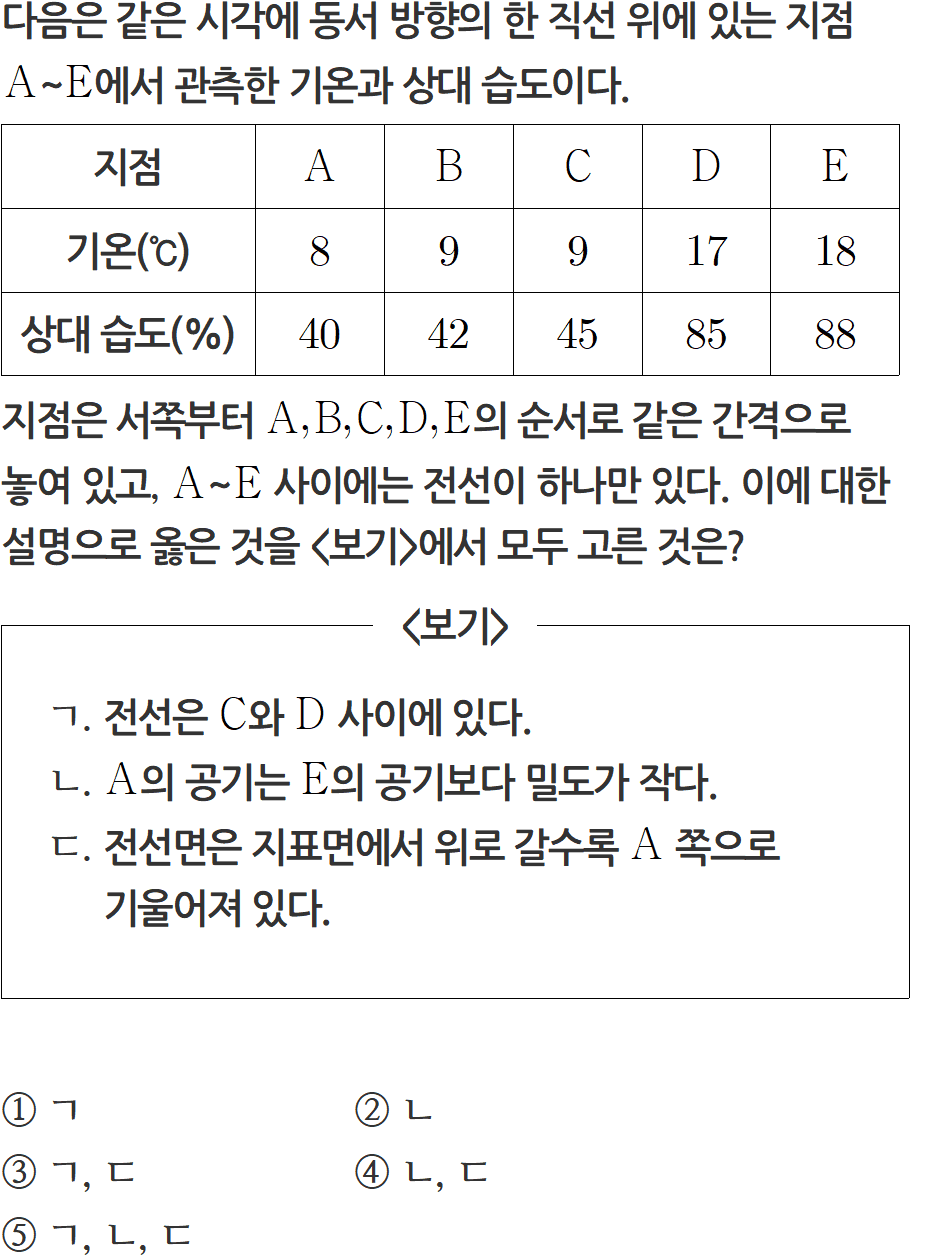 다음은 같은 시각에 동서 방향의 한 직선 위에 있는 지점
A~E에서 관측한 기온과 상대 습도이다.
지점 A B C D E
기온(℃) 8 9 9 17 18
상대 습도(%) 40 42 45 85 88
지점은 서쪽부터 A,B,C,D,E의 순서로 같은 간격으로
놓여 있고, A~E 사이에는 전선이 하나만 있다. 이에 대한
설명으로 옳은 것을 <보기>에서 모두 고른 것은?
<보기>
ㄱ. 전선은 C와 D 사이에 있다.
ㄴ. A의 공기는 E의 공기보다 밀도가 작다.
ㄷ. 전선면은 지표면에서 위로 갈수록 A 쪽으로
기울어져 있다.
① ㄱ ② ㄴ
③ ㄱ, ㄷ ④ ㄴ, ㄷ
⑤ ㄱ, ㄴ, ㄷ